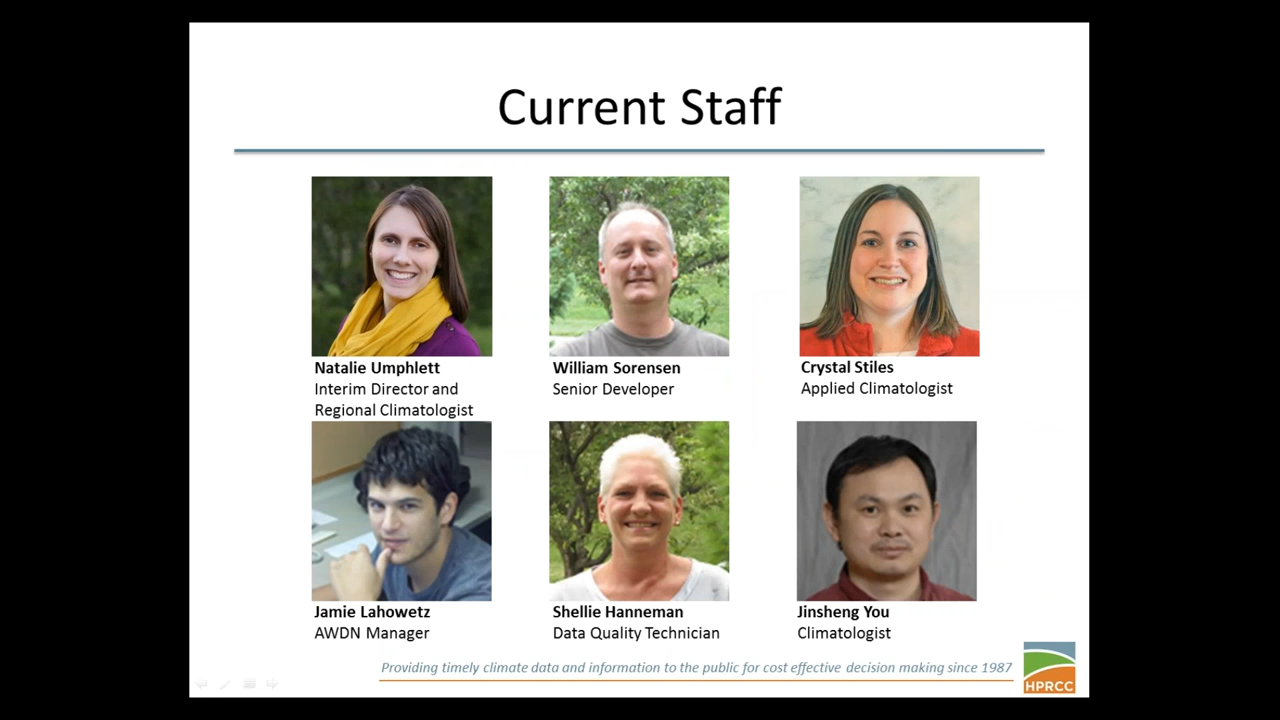 Current Staff
Natalie Umphlett
Interim Director and
Regional Climatologist
William Sorensen
Senior Developer
Crystal Stiles
Applied Climatologist
Jamie Lahowetz
AWDN Manager
Shellie Hanneman
Data Quality Technician
Jinsheng You
Climatologist
Providing timely climate data and information to the public for cost effective decision making since 1987
HPRCC